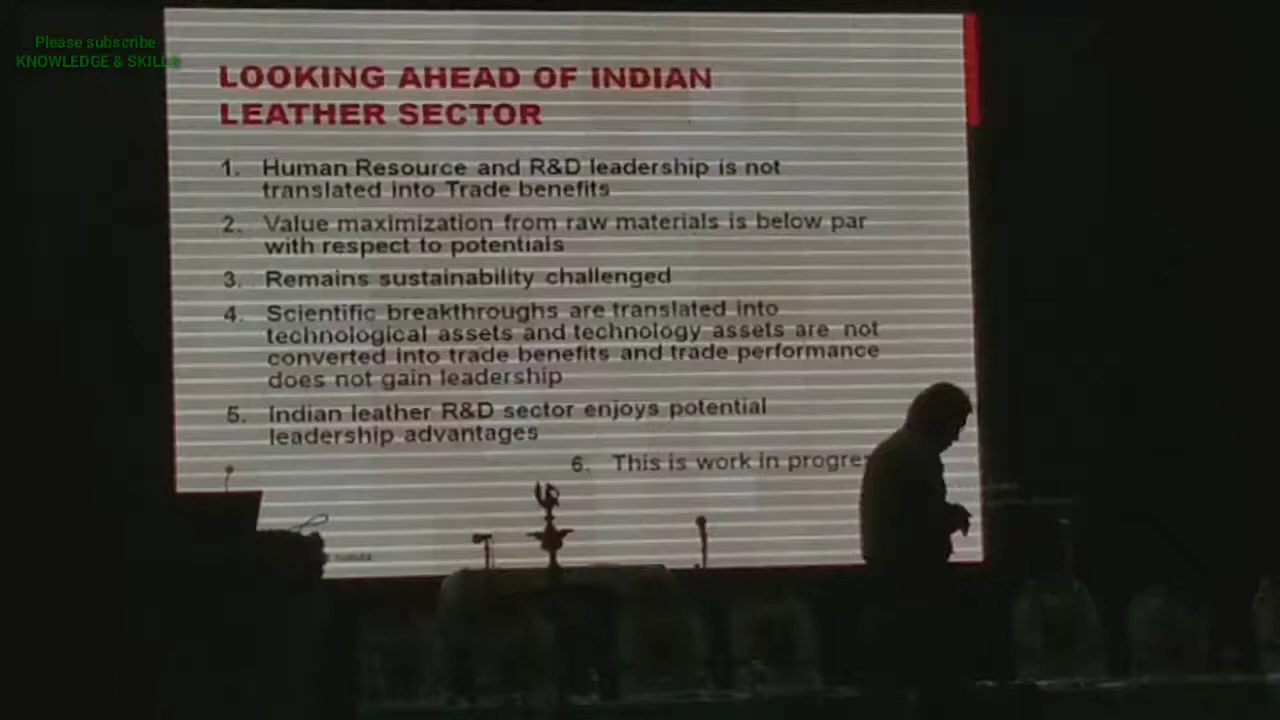 Please subscribe
KNOWLEDGE & SKILLS
LOOKING AHEAD OF INDIAN
LEATHER SECTOR
1. Human Resource and R&D leadership is not
translated into Trade benefits
2. Value maximization from raw materials is below par
with respect to potentials
3. Remains sustainability challenged
4. Scientific breakthroughs are translated into
technological assets and technology assets are not
converted into trade benefits and trade performance
does not gain leadership
5. Indian leather R&D sector enjoys potential
leadership advantages
6. This is work in progre